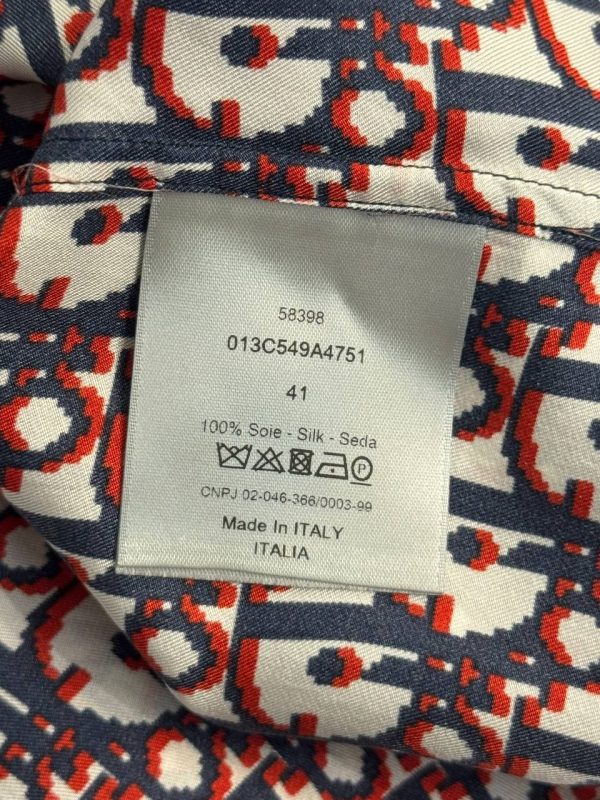 58398
013C549A4751
41
100% Soie - Silk - Seda
P
CNPJ 02-046-366/0003-99
Made In ITALY
ITALIA